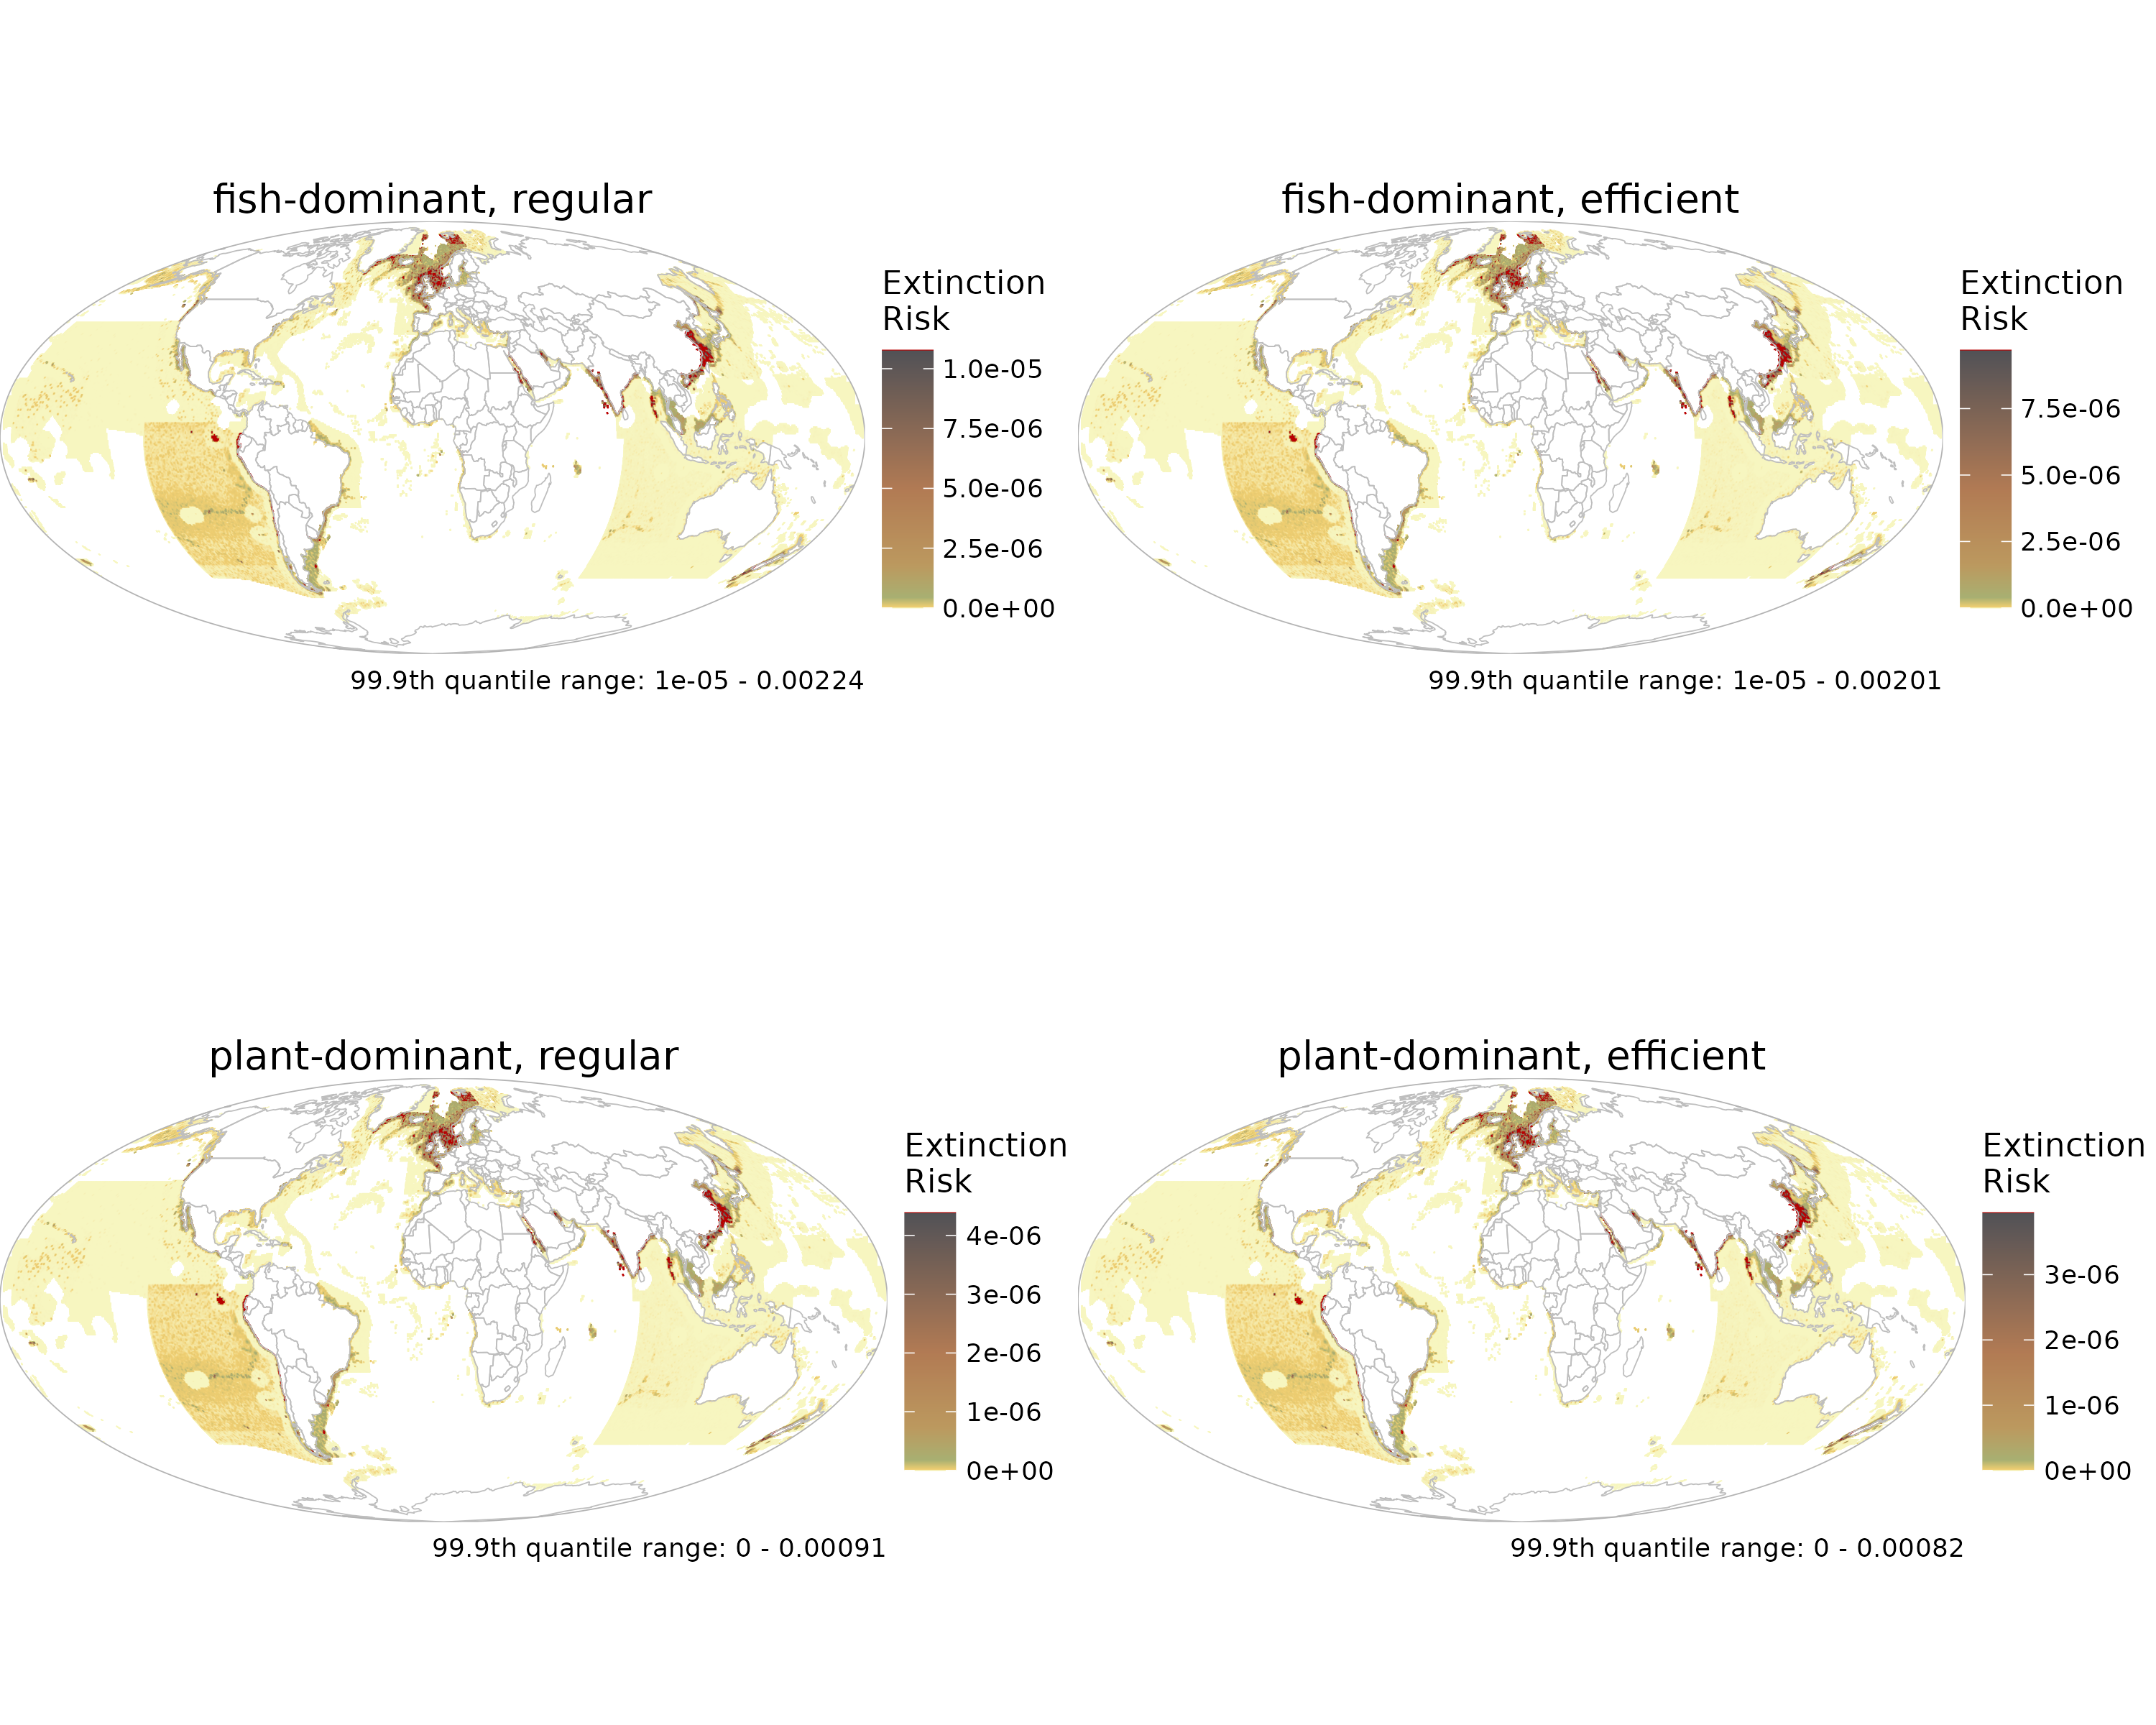 fish-dominant, regular
Extinction
Risk
1.0e-05
7.5e-06
5.0e-06
2.5e-06
0.0e+00
99.9th quantile range: 1e-05 - 0.00224
fish-dominant, efficient
Extinction
Risk
7.5e-06
5.0e-06
2.5e-06
0.0e+00
99.9th quantile range: 1e-05 - 0.00201
plant-dominant, regular
Extinction
Risk
4e-06
3e-06
2e-06
1e-06
0e+00
99.9th quantile range: 0 - 0.00091
plant-dominant, efficient
Extinction
Risk
3e-06
2e-06
1e-06
0e+00
99.9th quantile range: 0 - 0.00082